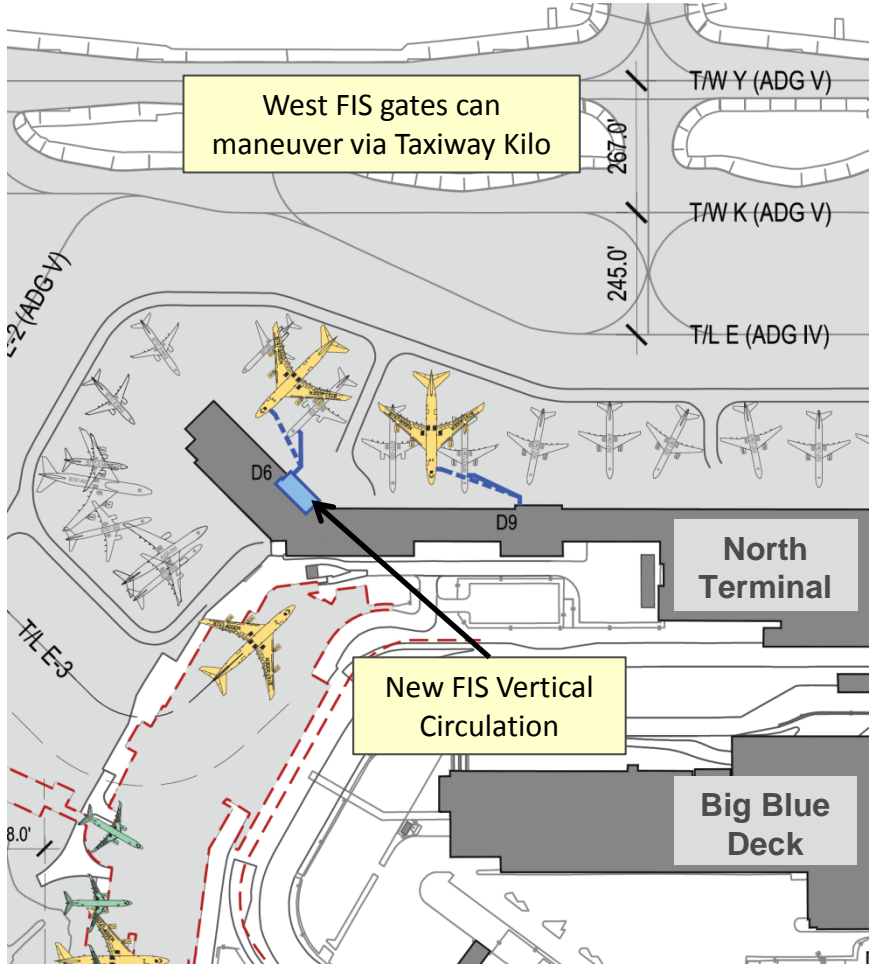 West FIS gates can
maneuver via Taxiway Kilo
T/W Y (ADG V)
267.0'
T/W K (ADG V)
245.0'
T/L E (ADG IV)
E-2 (ADG V)
D6
D9
North
Terminal
T/L E-3
New FIS Vertical
Circulation
Big Blue
Deck
8.0'